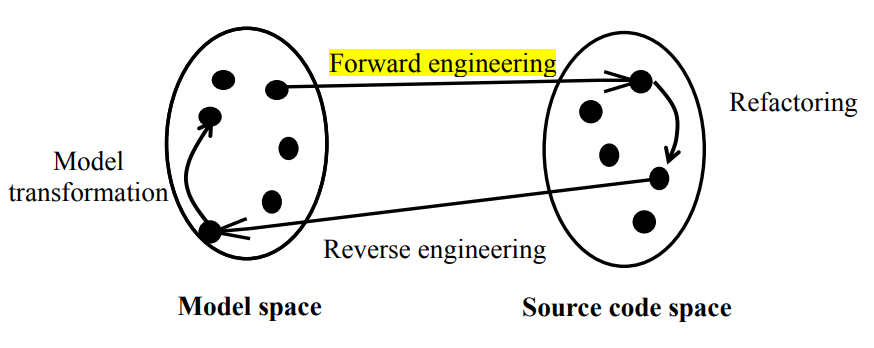 Forward engineering
Refactoring
Model
transformation
Reverse engineering
Model space
Source code space